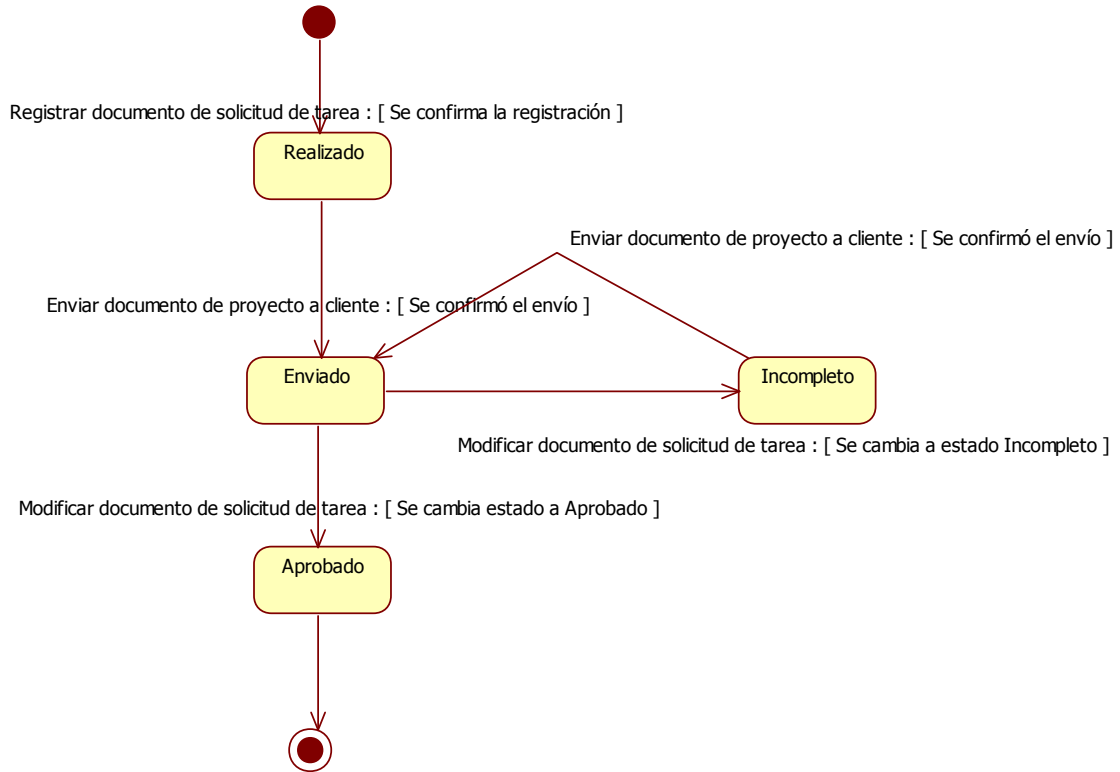 Registrar documento de solicitud de tarea : [ Se confirma la registración ]
Realizado
Enviar documento de proyecto a cliente : [ Se confirmó el envío ]
Enviar documento de proyecto a cliente : [ Se confirmó el envío ]
Enviado
Incompleto
Modificar documento de solicitud de tarea : [ Se cambia a estado Incompleto ]
Modificar documento de solicitud de tarea : [ Se cambia estado a Aprobado ]
Aprobado